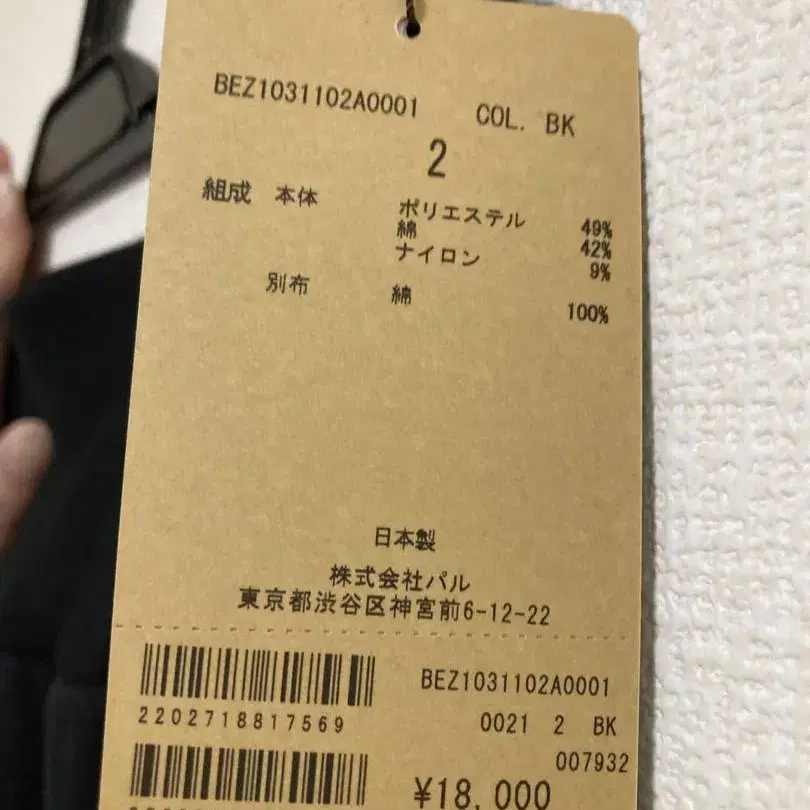 BEZ1031102A0001 COL. BK
2
組成 本体 ポリエステル 49%
綿 42%
ナイロン 9%
別布 綿 100%
日本製
株式会社パル
東京都渋谷区神宮前6-12-22
BEZ1031102A0001
2202718817569
0021 2 BK
007932
¥18,000